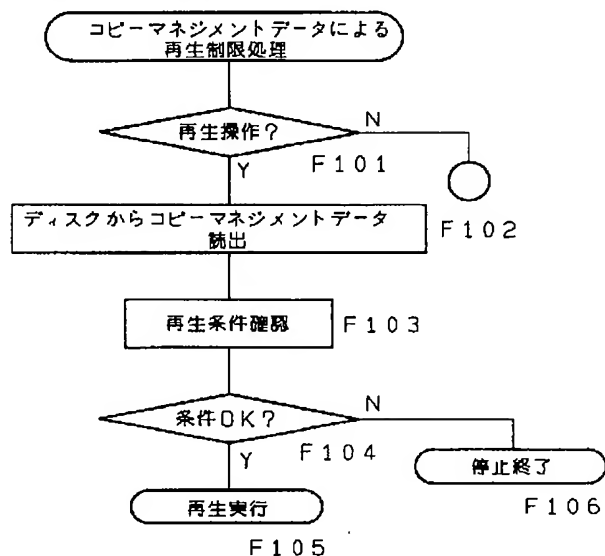 コピーマネジメントデータによる
再生制限処理
再生操作?
N
Y
F101
F102
ディスクからコピーマネジメントデータ
読出
再生条件確認
F103
条件OK?
N
Y
F104
停止終了
F106
再生実行
F105